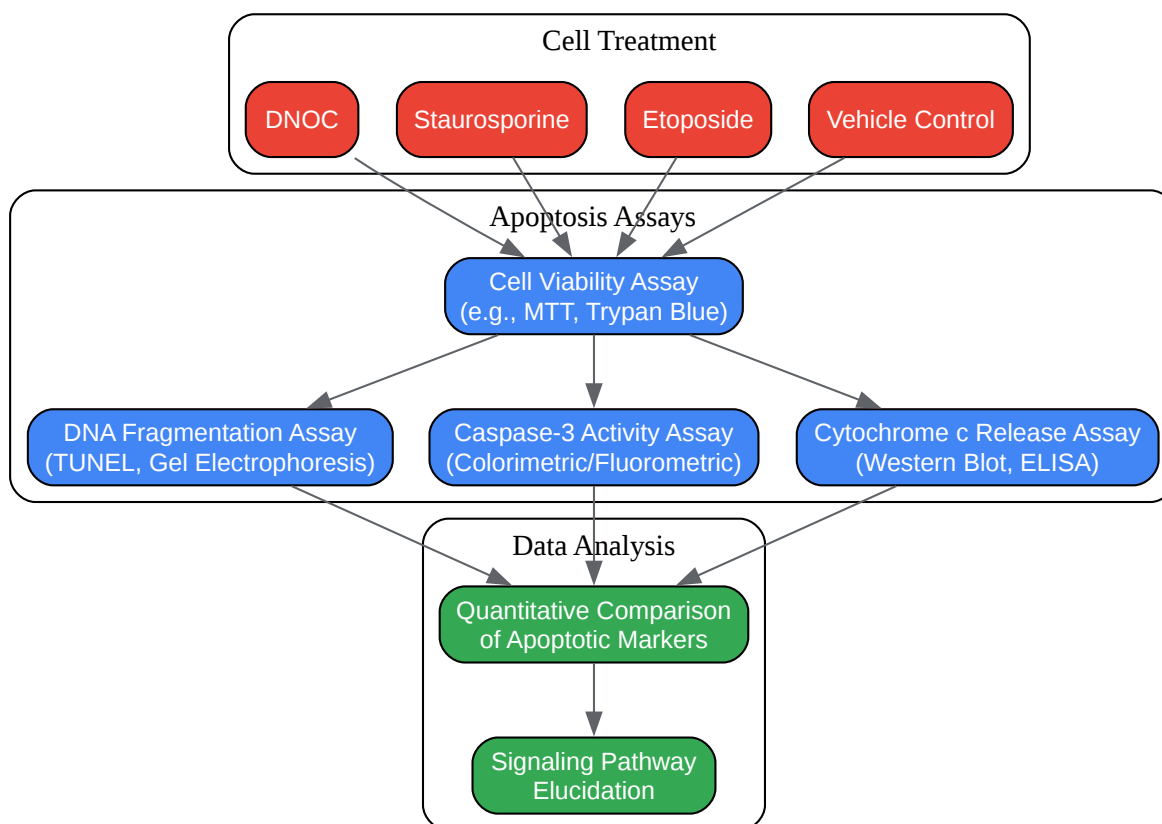 Cell Treatment
DNOC
Staurosporine
Etoposide
Vehicle Control
Apoptosis Assays
Cell Viability Assay
(e.g., MTT, Trypan Blue)
DNA Fragmentation Assay
(TUNEL, Gel Electrophoresis)
Caspase-3 Activity Assay
(Colorimetric/Fluorometric)
Cytochrome c Release Assay
(Western Blot, ELISA)
Data Analysis
Quantitative Comparison
of Apoptotic Markers
Signaling Pathway
Elucidation